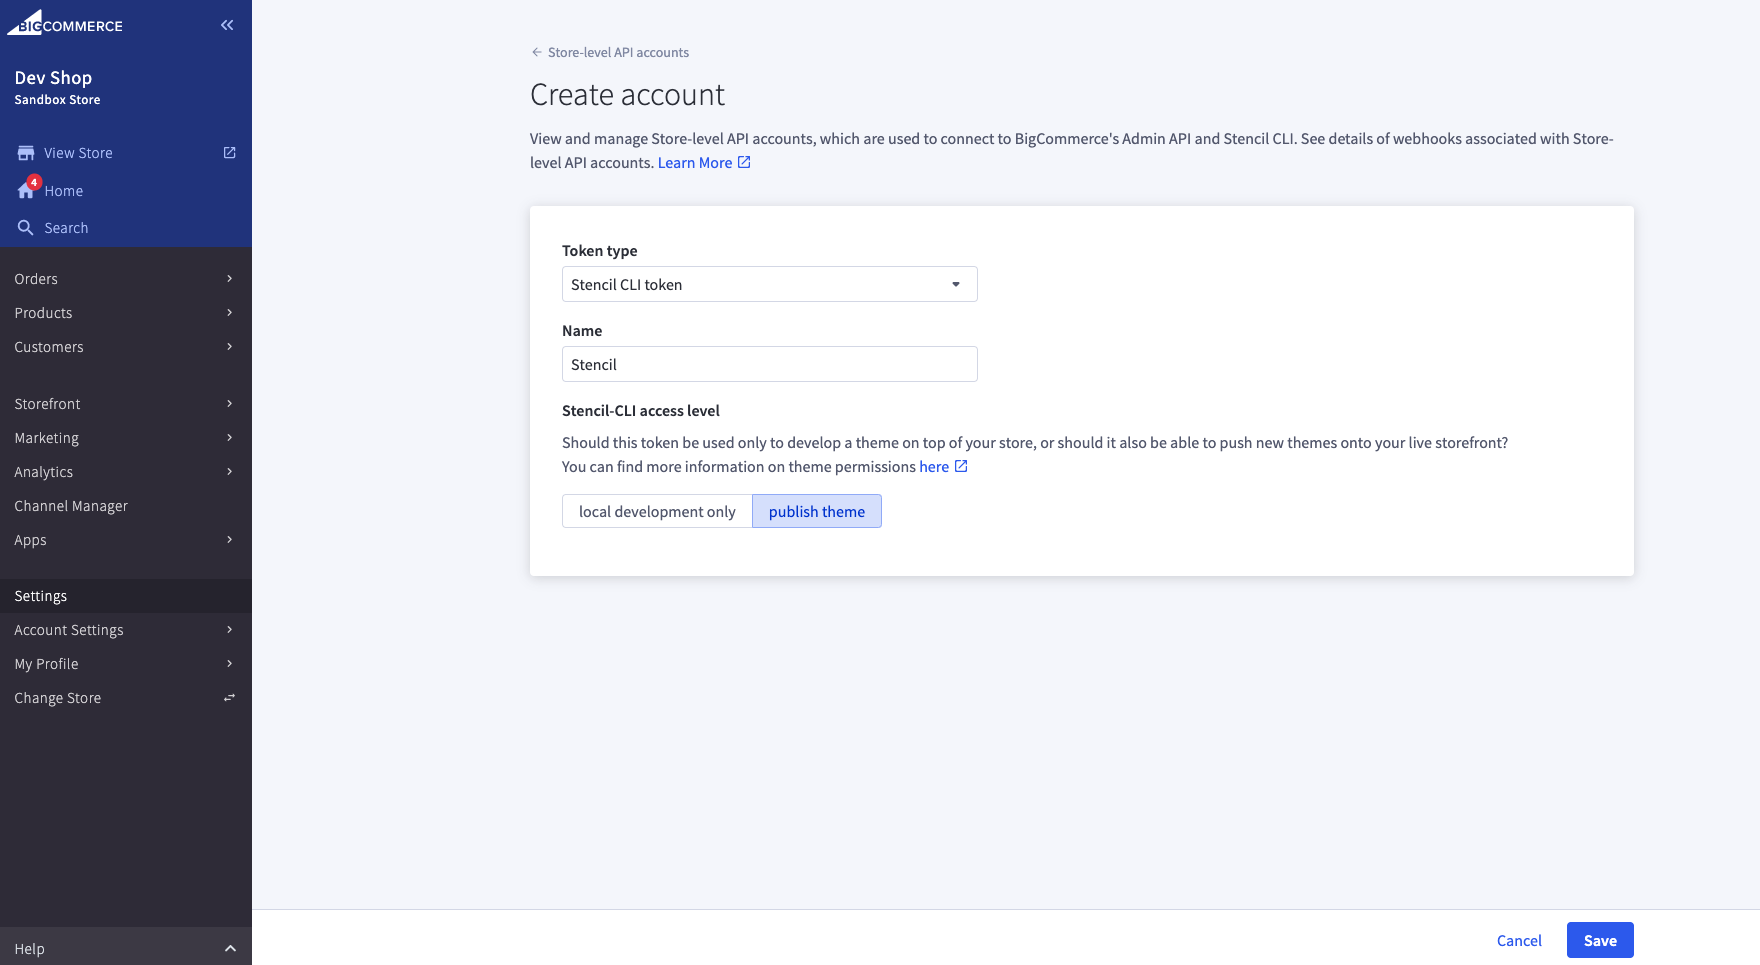 BIGCOMMERCE
Dev Shop
Sandbox Store
View Store
4
Home
Search
Orders
Products
Customers
Storefront
Marketing
Analytics
Channel Manager
Apps
Settings
Account Settings
My Profile
Change Store
Help
Store-level API accounts
Create account
View and manage Store-level API accounts, which are used to connect to BigCommerce's Admin API and Stencil CLI. See details of webhooks associated with Store-
level API accounts. Learn More
Token type
Stencil CLI token
Name
Stencil
Stencil-CLI access level
Should this token be used only to develop a theme on top of your store, or should it also be able to push new themes onto your live storefront?
You can find more information on theme permissions here
local development only publish theme
Cancel Save